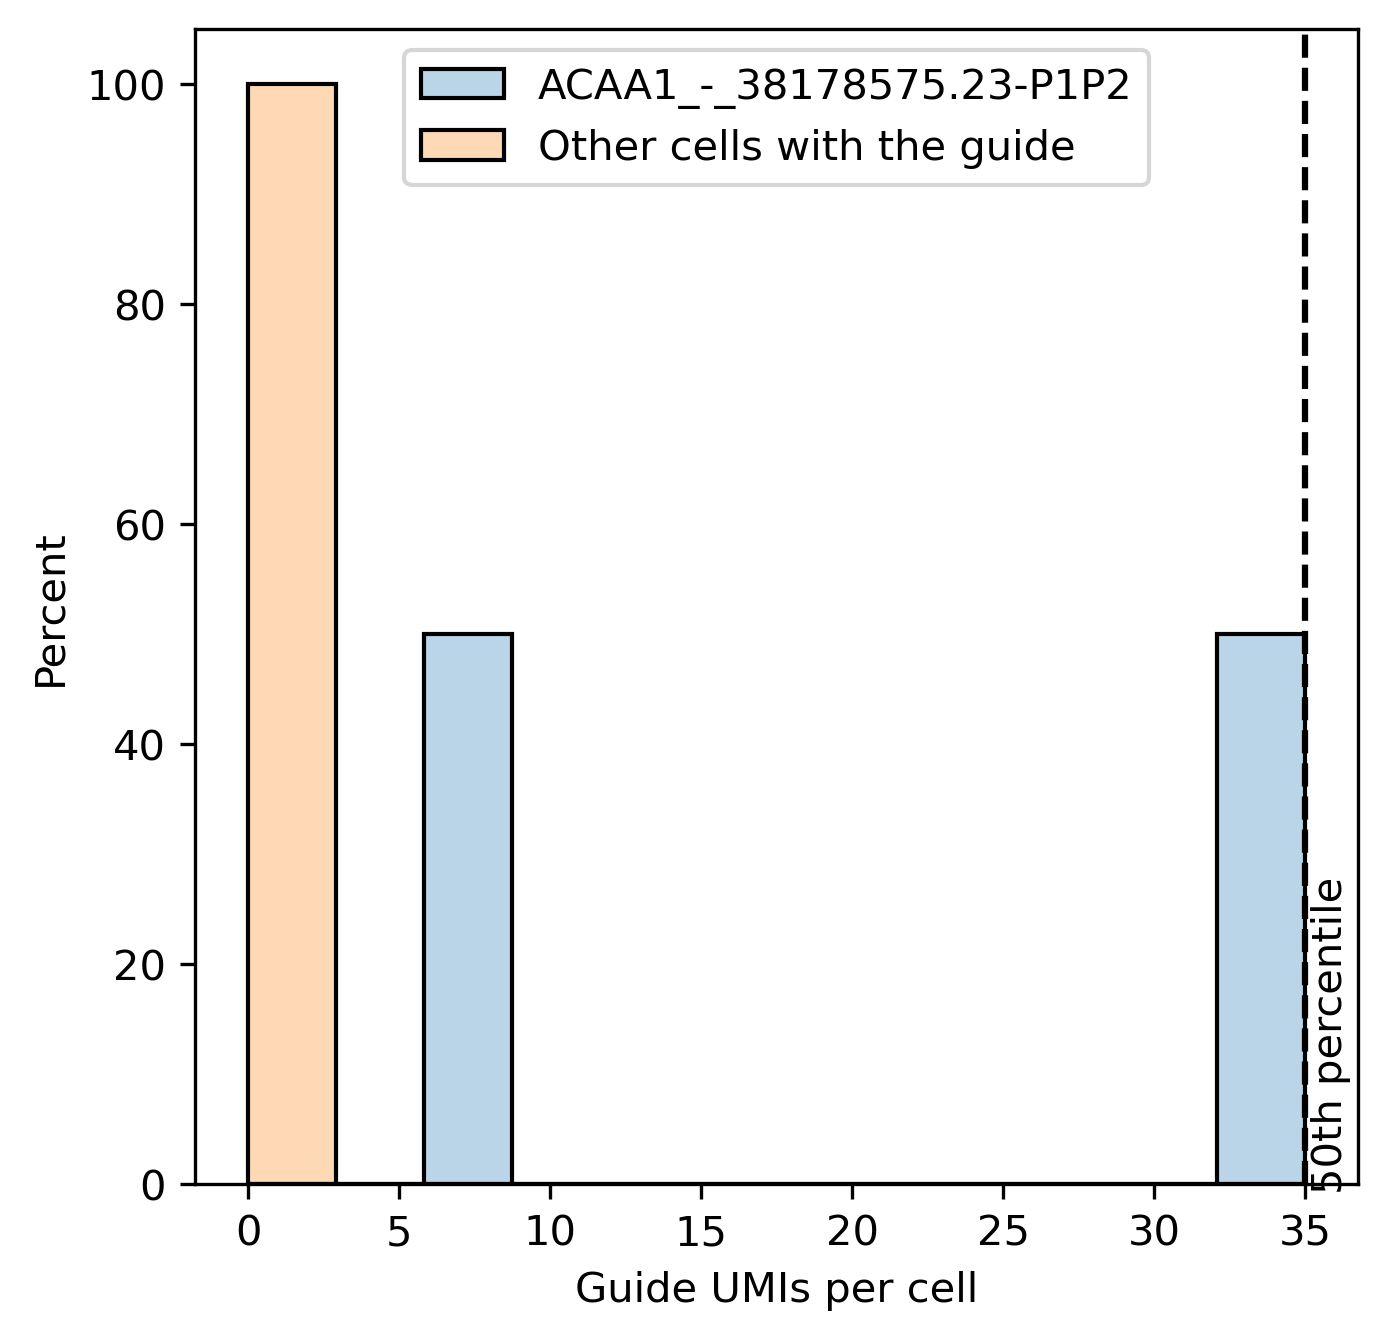 100
80
60
40
20
0
Percent
ACAA1_-_38178575.23-P1P2
Other cells with the guide
50th percentile
0 5 10 15 20 25 30 35
Guide UMIs per cell